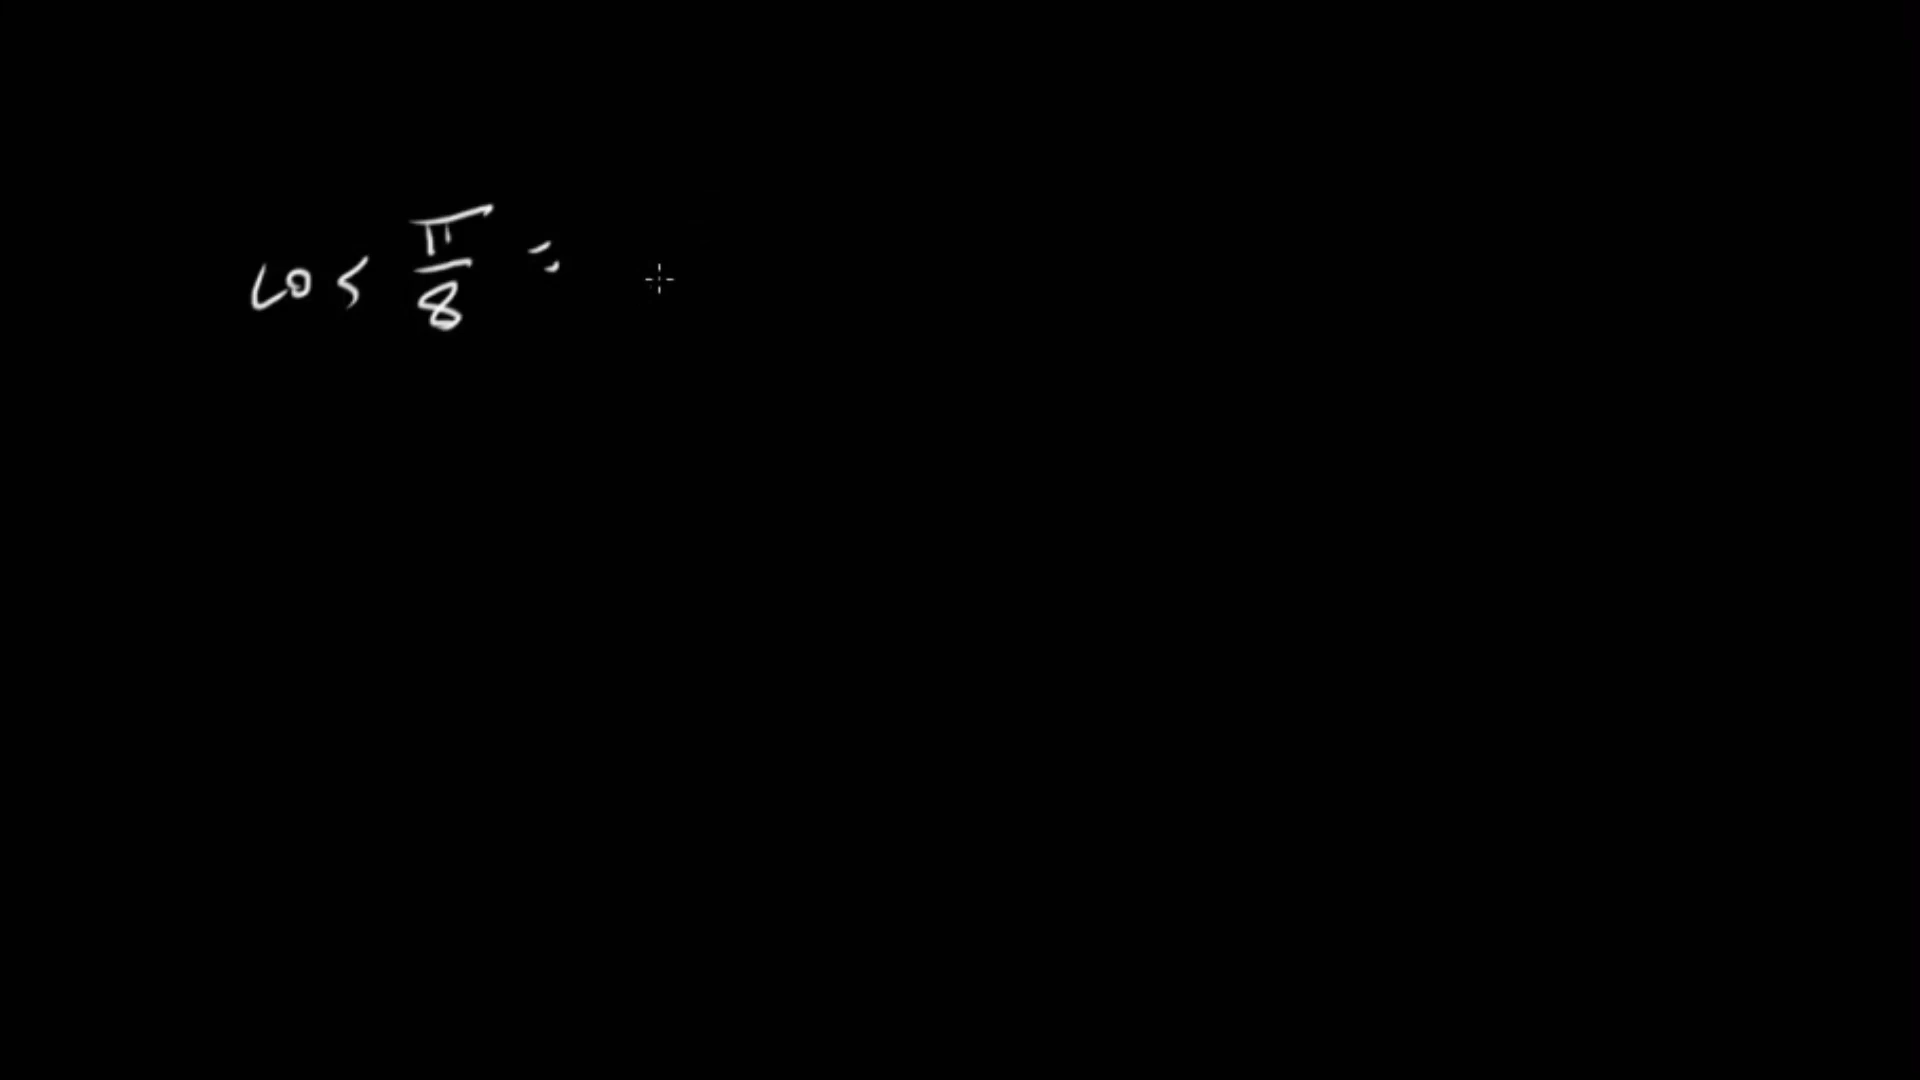 cos π/8 =